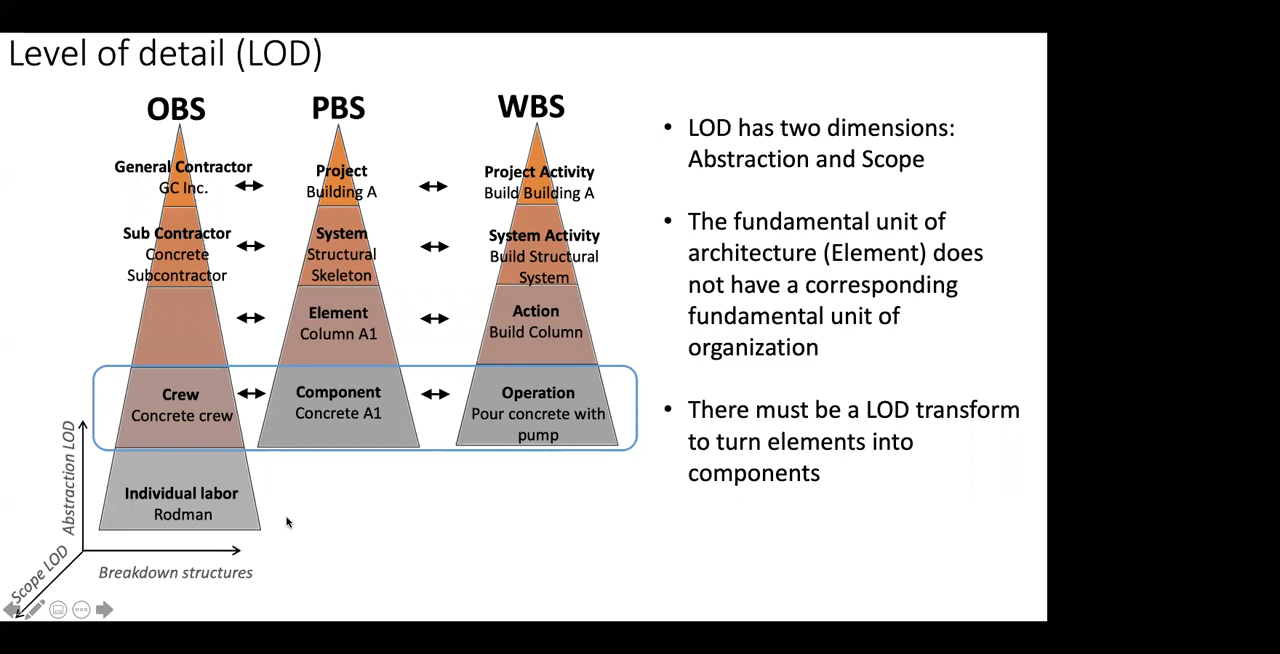 Level of detail (LOD)
OBS
General Contractor
GC Inc.
Sub Contractor
Concrete
Subcontractor
Crew
Concrete crew
Individual labor
Rodman
PBS
Project
Building A
System
Structural
Skeleton
Element
Column A1
Component
Concrete A1
WBS
Project Activity
Build Building A
System Activity
Build Structural
System
Action
Build Column
Operation
Pour concrete with
pump
Abstraction LOD
Scope LOD
Breakdown structures
• LOD has two dimensions:
Abstraction and Scope
• The fundamental unit of
architecture (Element) does
not have a corresponding
fundamental unit of
organization
• There must be a LOD transform
to turn elements into
components